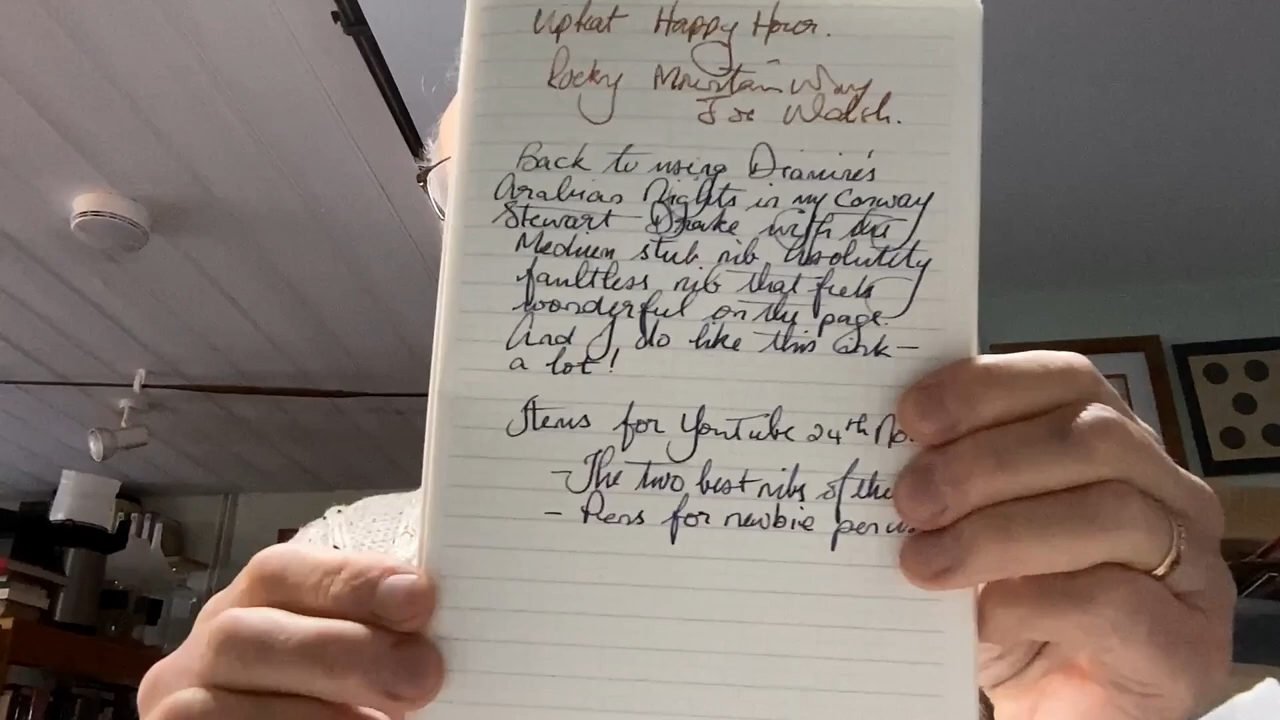 Upbeat Happy Hour.
Rocky Mountain Way
Joe Walsh.
Back to using Diamine's
Arabian Nights in my Conway
Stewart Drake with the
Medium stub nib. Absolutely
faultless nib that feels
wonderful on the page.
And I do like this ink —
a lot!
Items for YouTube 24th No
- The two best nibs of the
- Pens for newbie pen